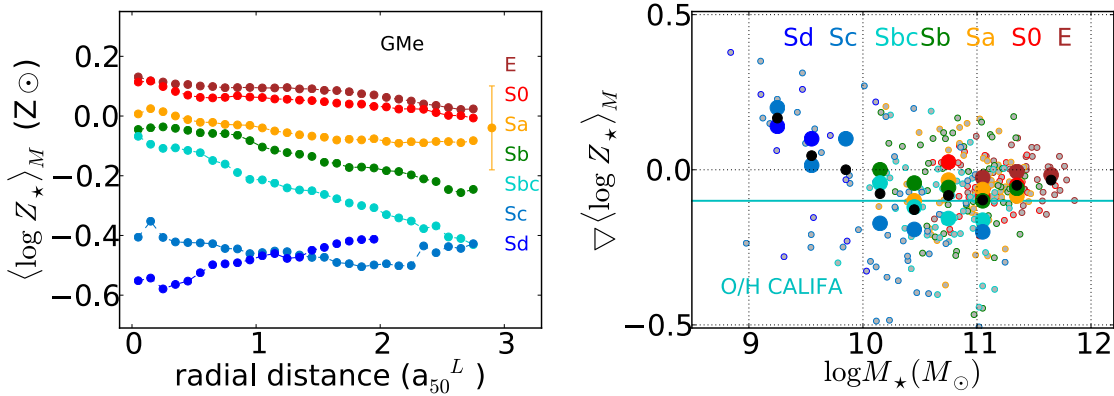 GMe
E
S0
Sa
Sb
Sbc
Sc
Sd
0.2
0.0
−0.2
−0.4
−0.6
⟨log Z⋆⟩M (Z⊙)
0 1 2 3
radial distance (a50^L)
Sd Sc Sbc Sb Sa S0 E
0.5
0.0
−0.5
▽⟨log Z⋆⟩M
O/H CALIFA
9 10 11 12
logM⋆(M⊙)